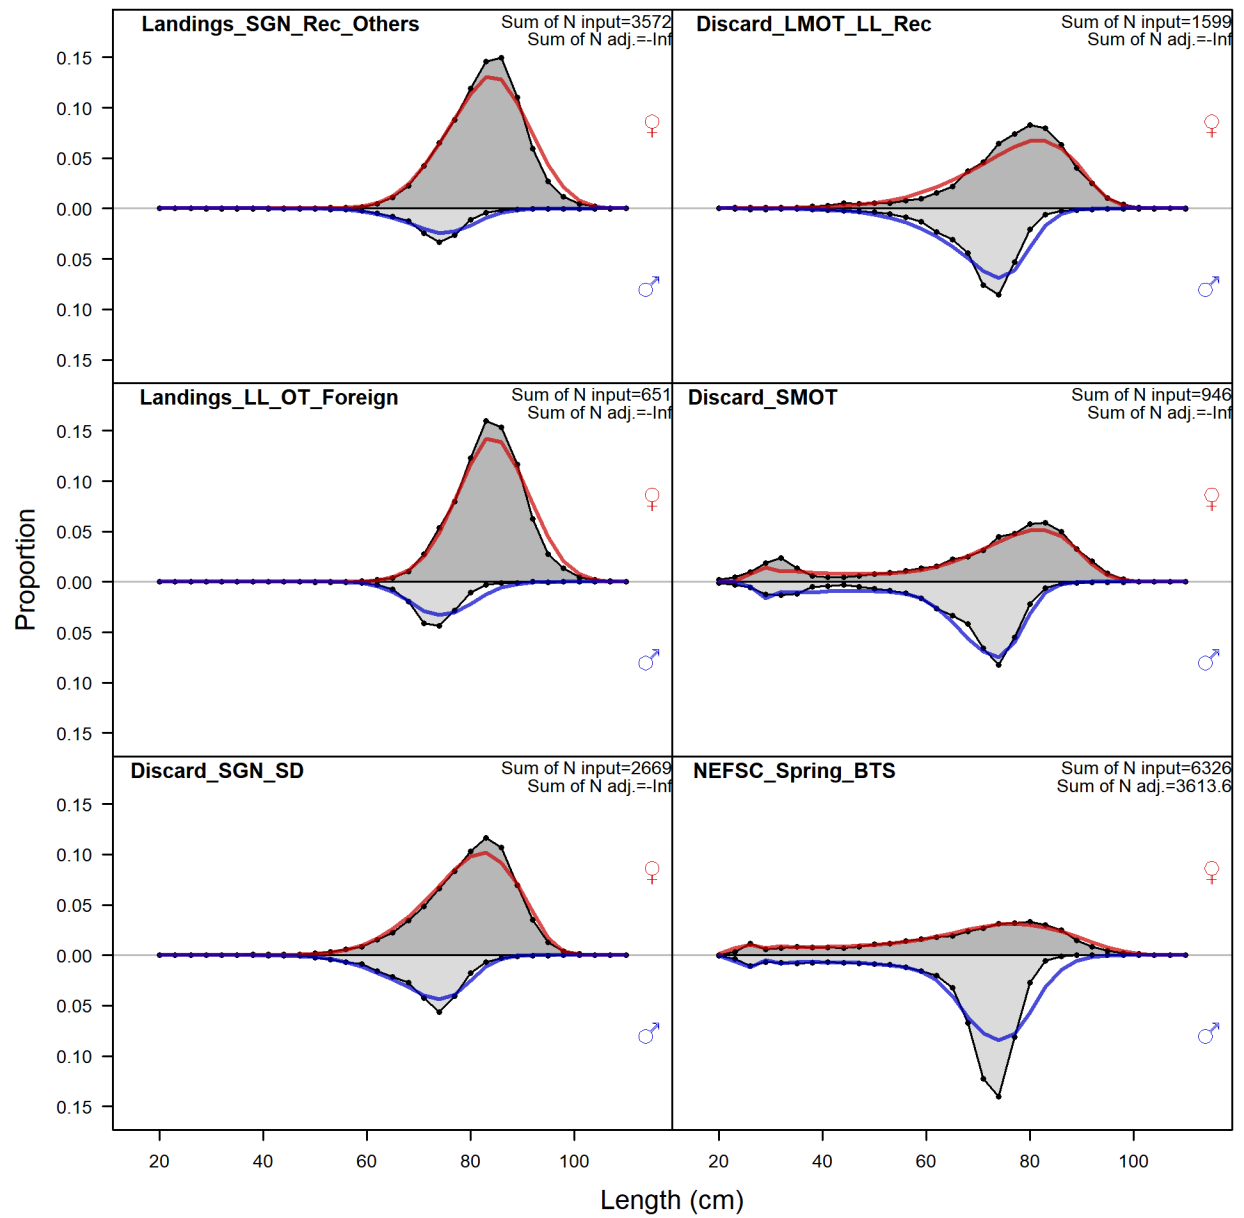 Landings_SGN_Rec_Others
Sum of N input=3572
Sum of N adj.=-Inf
Discard_LMOT_LL_Rec
Sum of N input=1599
Sum of N adj.=-Inf
0.15
0.10
0.05
0.00
0.05
0.10
0.15
♀
♂
♀
♂
Landings_LL_OT_Foreign
Sum of N input=651
Sum of N adj.=-Inf
Discard_SMOT
Sum of N input=946
Sum of N adj.=-Inf
0.15
0.10
0.05
0.00
0.05
0.10
0.15
♀
♂
♀
♂
Proportion
Discard_SGN_SD
Sum of N input=2669
Sum of N adj.=-Inf
NEFSC_Spring_BTS
Sum of N input=6326
Sum of N adj.=3613.6
0.15
0.10
0.05
0.00
0.05
0.10
0.15
♀
♂
♀
♂
20 40 60 80 100 20 40 60 80 100
Length (cm)